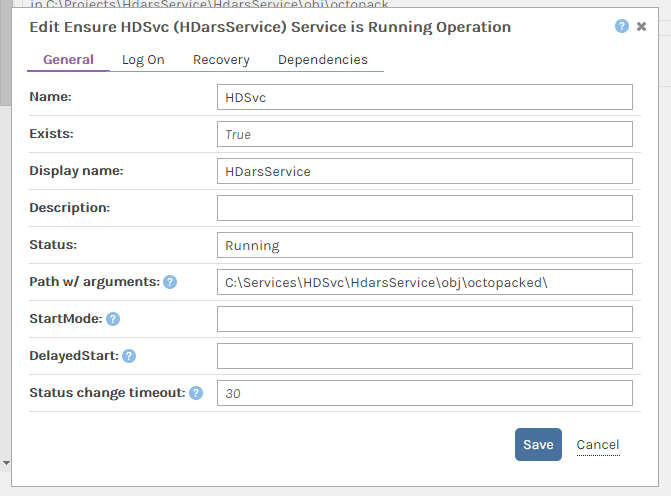 in C:\Projects\HdarsService\HdarsService\obj\octopack
Edit Ensure HDSvc (HDarsService) Service is Running Operation ? ✖
General Log On Recovery Dependencies
Name: HDSvc
Exists: True
Display name: HDarsService
Description:
Status: Running
Path w/ arguments: ? C:\Services\HDSvc\HdarsService\obj\octopacked\
StartMode: ?
DelayedStart: ?
Status change timeout: ? 30
Save Cancel